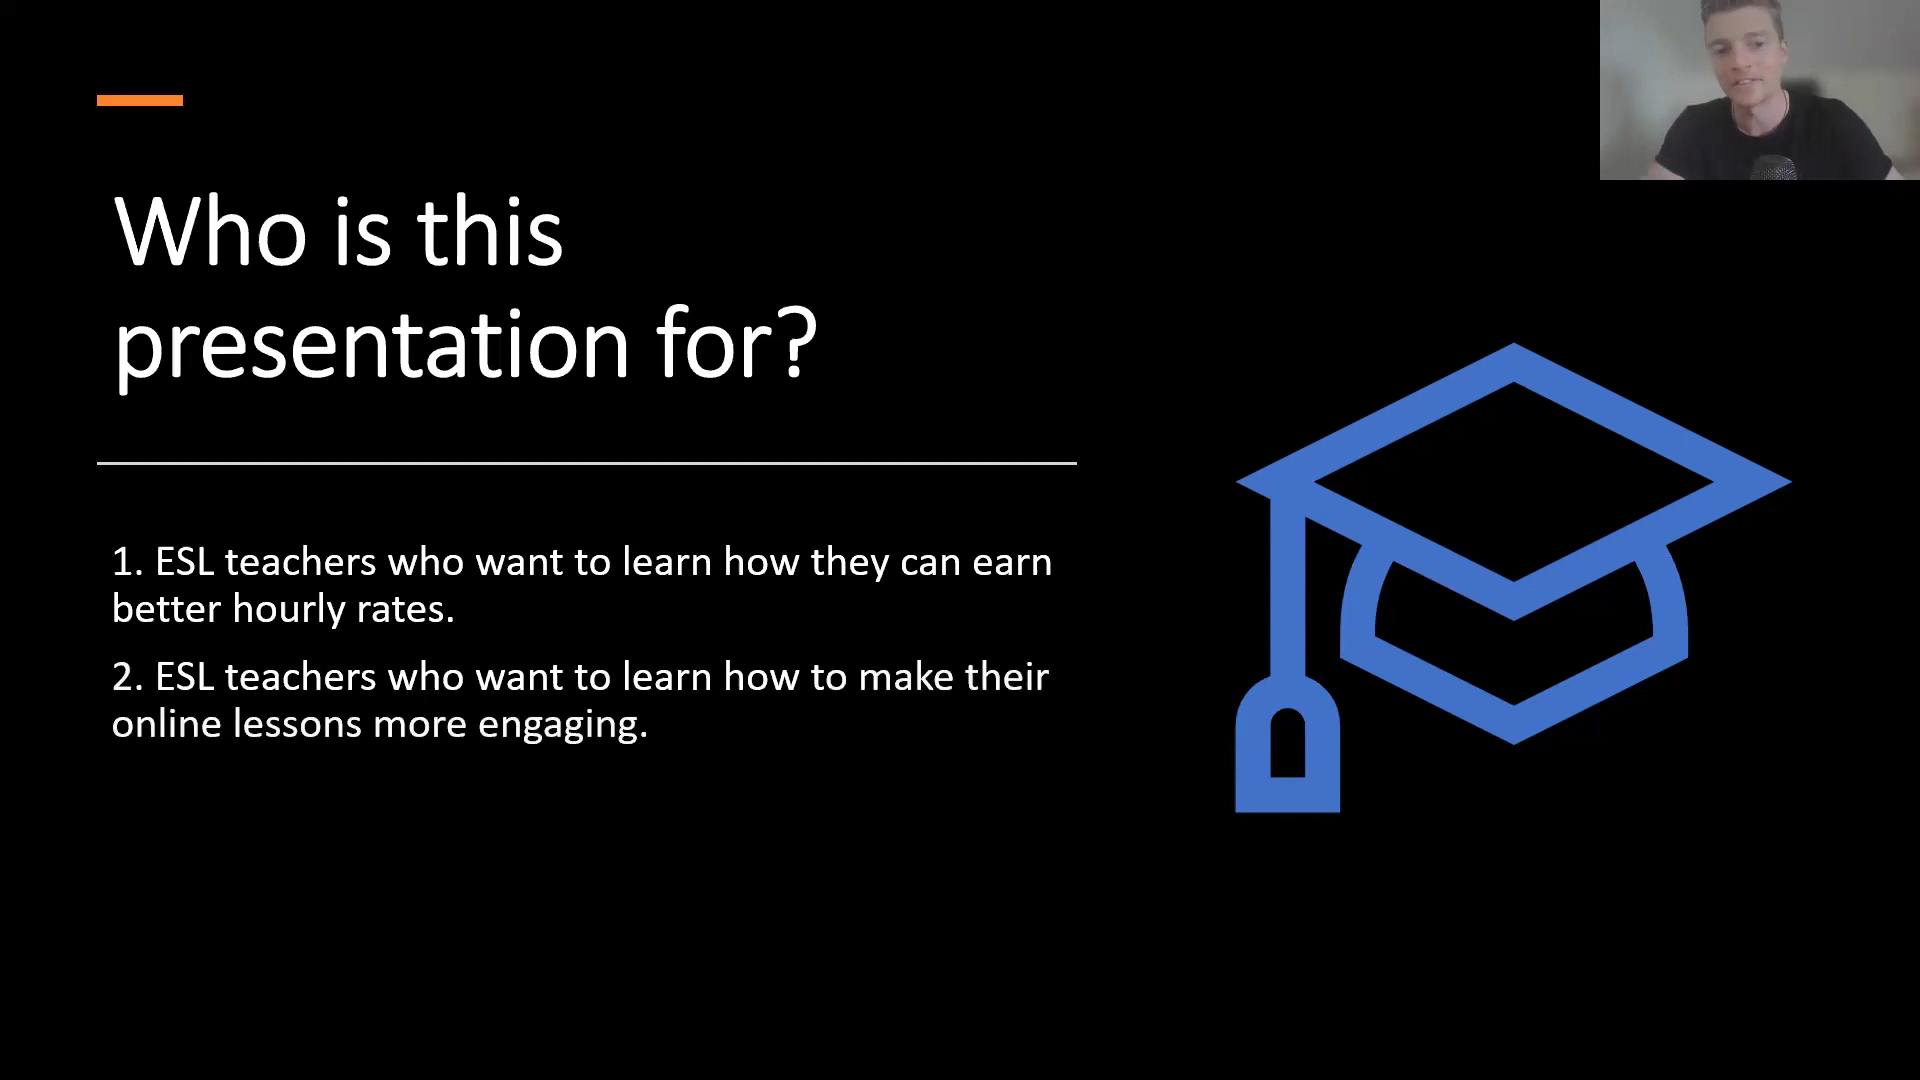 Who is this
presentation for?
1. ESL teachers who want to learn how they can earn
better hourly rates.
2. ESL teachers who want to learn how to make their
online lessons more engaging.